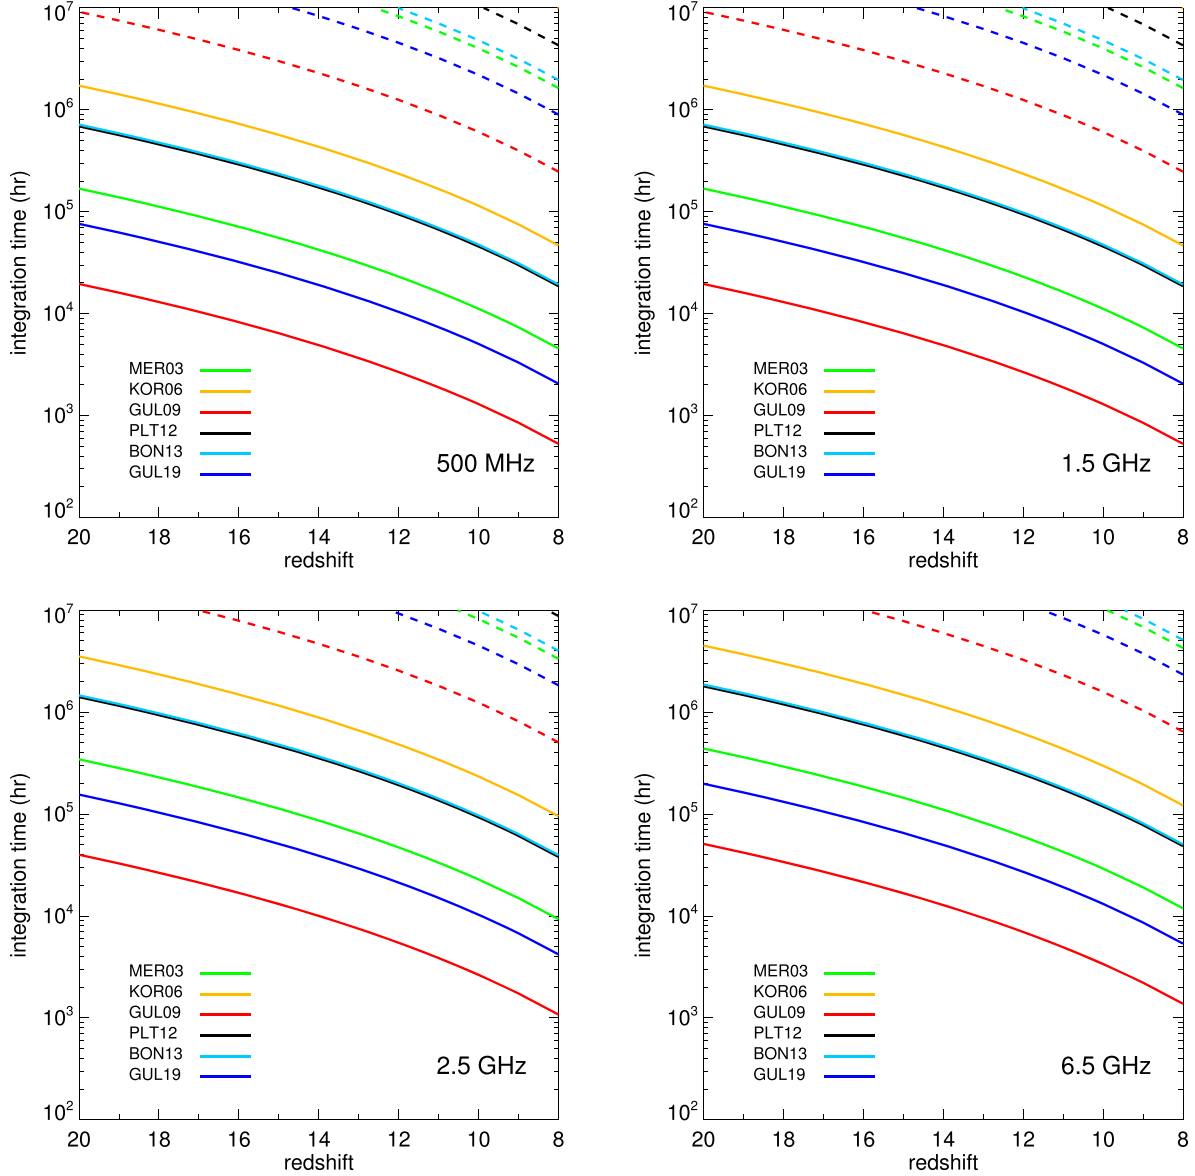 10^7
10^6
10^5
10^4
10^3
10^2
integration time (hr)
MER03
KOR06
GUL09
PLT12
BON13
GUL19
500 MHz
20 18 16 14 12 10 8
redshift
10^7
10^6
10^5
10^4
10^3
10^2
integration time (hr)
MER03
KOR06
GUL09
PLT12
BON13
GUL19
1.5 GHz
20 18 16 14 12 10 8
redshift
10^7
10^6
10^5
10^4
10^3
10^2
integration time (hr)
MER03
KOR06
GUL09
PLT12
BON13
GUL19
2.5 GHz
20 18 16 14 12 10 8
redshift
10^7
10^6
10^5
10^4
10^3
10^2
integration time (hr)
MER03
KOR06
GUL09
PLT12
BON13
GUL19
6.5 GHz
20 18 16 14 12 10 8
redshift